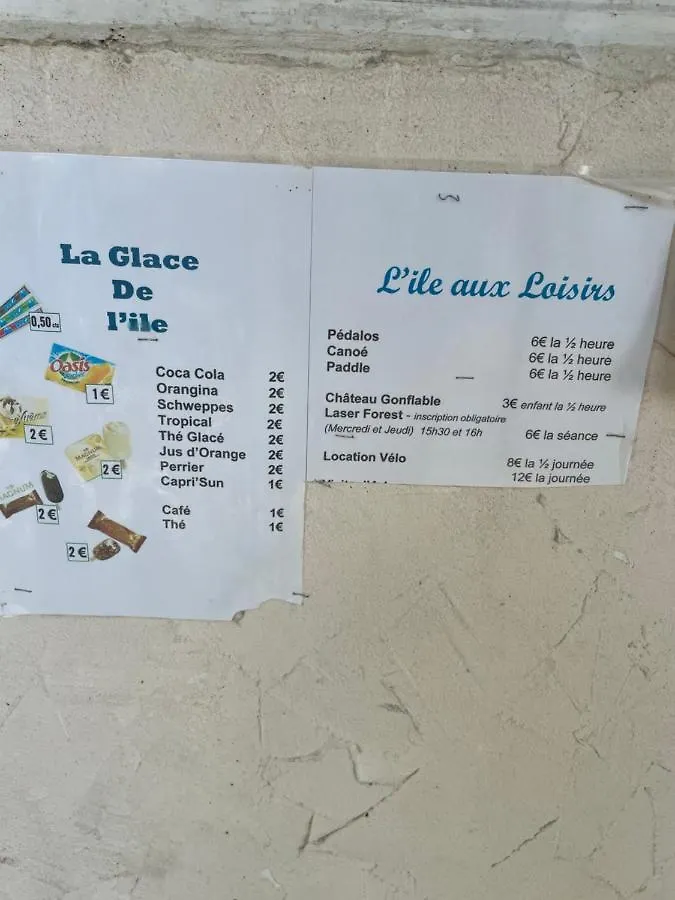 La Glace
De
l'ile
0,50 cts
Oasis
1€
2€
MAGNUM
2€
MAGNUM
2€
2€
Coca Cola 2€
Orangina 2€
Schweppes 2€
Tropical 2€
Thé Glacé 2€
Jus d'Orange 2€
Perrier 2€
Capri'Sun 1€
Café 1€
Thé 1€
L'ile aux Loisirs
Pédalos 6€ la ½ heure
Canoé 6€ la ½ heure
Paddle 6€ la ½ heure
Château Gonflable 3€ enfant la ½ heure
Laser Forest - inscription obligatoire
(Mercredi et Jeudi) 15h30 et 16h 6€ la séance
Location Vélo 8€ la ½ journée
12€ la journée